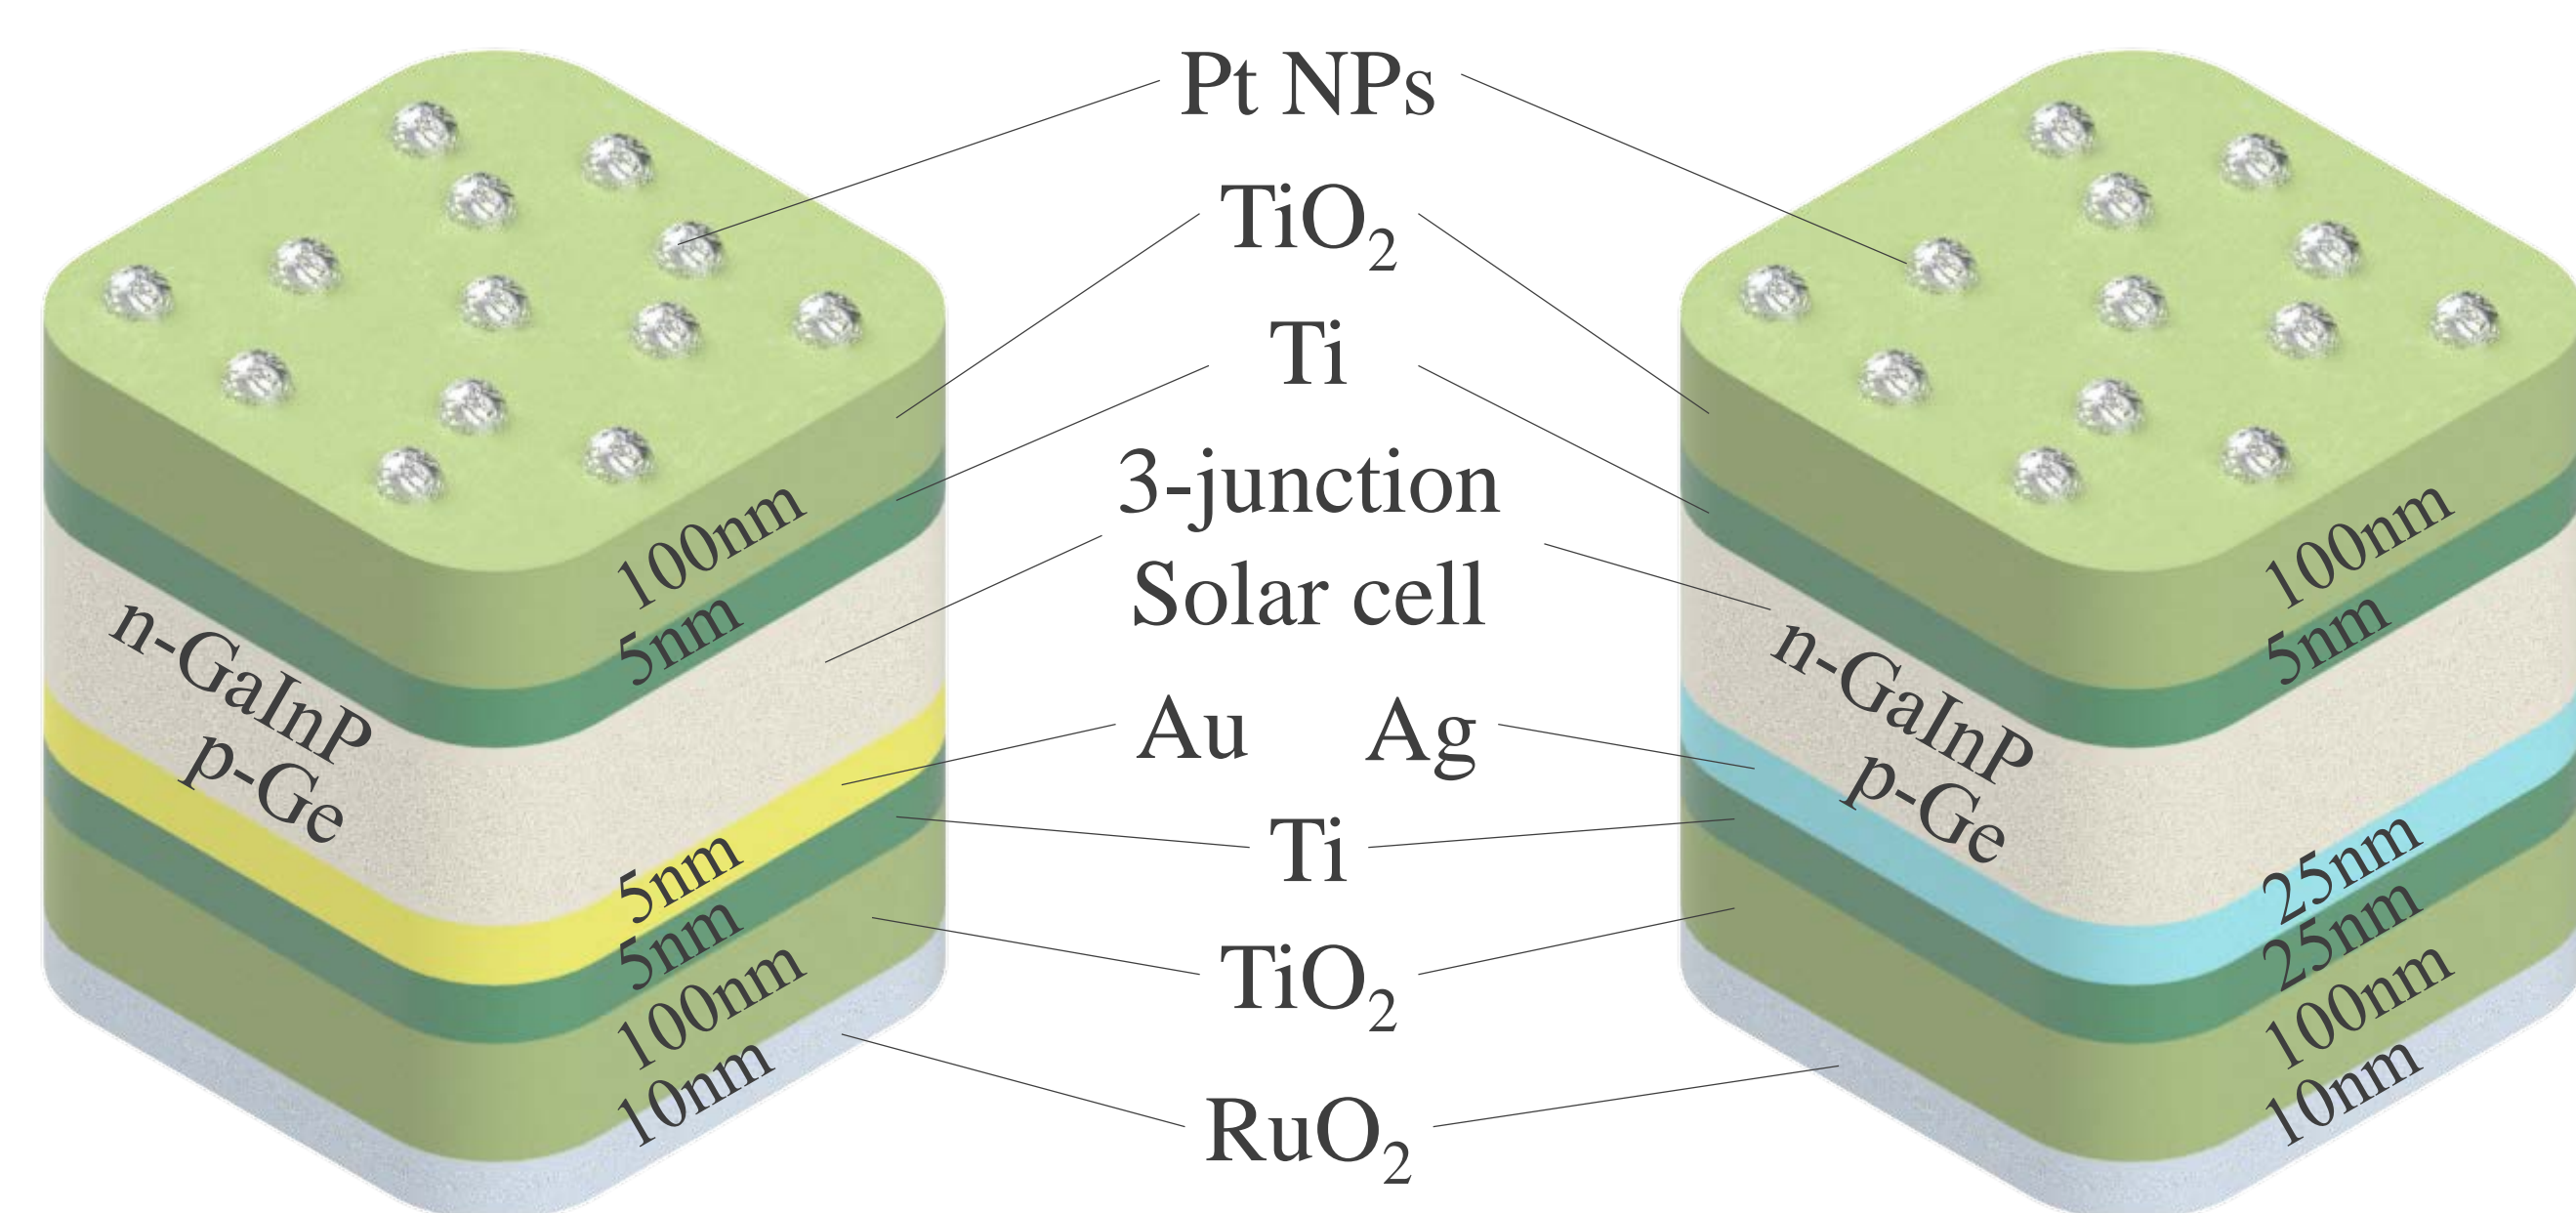 Pt NPs
TiO₂
Ti
3-junction
Solar cell
Au Ag
Ti
TiO₂
RuO₂
100nm
5nm
n-GaInP
p-Ge
5nm
5nm
100nm
10nm
100nm
5nm
n-GaInP
p-Ge
25nm
25nm
100nm
10nm